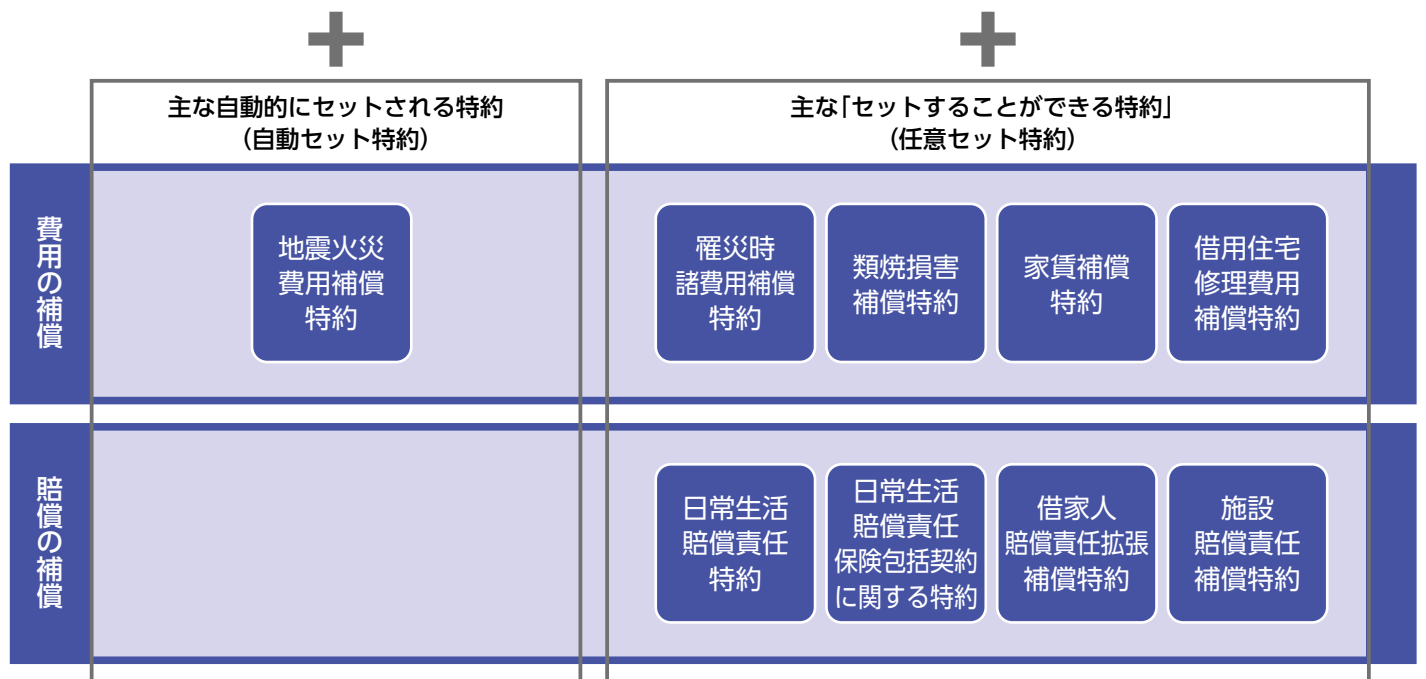 主な自動的にセットされる特約
(自動セット特約)
主な「セットすることができる特約」
(任意セット特約)
費用の補償
地震火災
費用補償
特約
罹災時
諸費用補償
特約
類焼損害
補償特約
家賃補償
特約
借用住宅
修理費用
補償特約
賠償の補償
日常生活
賠償責任
特約
日常生活
賠償責任
保険包括契約
に関する特約
借家人
賠償責任拡張
補償特約
施設
賠償責任
補償特約